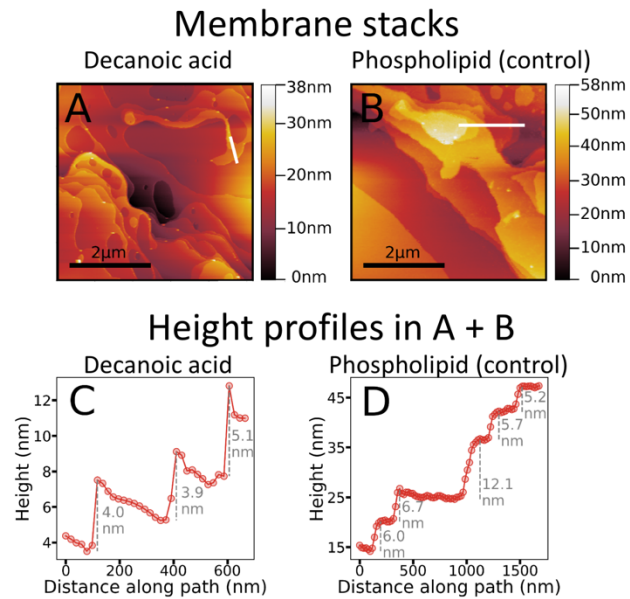 Membrane stacks
Decanoic acid
Phospholipid (control)
A
38nm
30nm
20nm
10nm
0nm
2μm
B
58nm
50nm
40nm
30nm
20nm
10nm
0nm
2μm
Height profiles in A + B
Decanoic acid
Phospholipid (control)
C
Height (nm)
12
10
8
6
4
4.0
nm
3.9
nm
5.1
nm
0
200
400
600
Distance along path (nm)
D
Height (nm)
45
35
25
15
6.0
nm
6.7
nm
12.1
nm
5.7
nm
5.2
nm
0
500
1000
1500
Distance along path (nm)